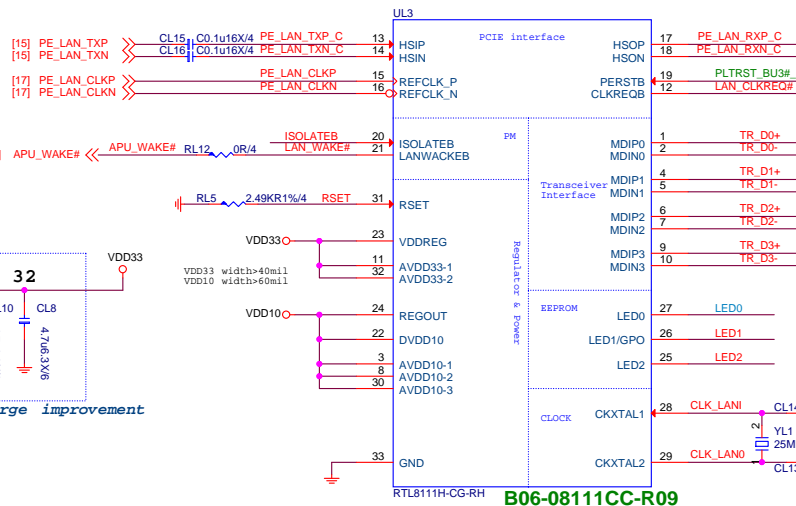 UL3
PCIE interface
[15] PE_LAN_TXP CL15 C0.1u16X/4 PE_LAN_TXP_C 13 HSIP HSOP 17 PE_LAN_RXP_C
[15] PE_LAN_TXN CL16 C0.1u16X/4 PE_LAN_TXN_C 14 HSIN HSON 18 PE_LAN_RXN_C
[17] PE_LAN_CLKP PE_LAN_CLKP 15 REFCLK_P PERSTB 19 PLTRST_BU3#_
[17] PE_LAN_CLKN PE_LAN_CLKN 16 REFCLK_N CLKREQB 12 LAN_CLKREQ#
ISOLATEB 20 ISOLATEB PM MDIP0 1 TR_D0+
APU_WAKE# APU_WAKE# RL12 0R/4 LAN_WAKE# 21 LANWACKEB MDIN0 2 TR_D0-
MDIP1 4 TR_D1+
Transceiver Interface
MDIN1 5 TR_D1-
RL5 2.49KR1%/4 RSET 31 RSET
MDIP2 6 TR_D2+
MDIN2 7 TR_D2-
VDD33 23 VDDREG
MDIP3 9 TR_D3+
11 AVDD33-1 MDIN3 10 TR_D3-
32 AVDD33-2
VDD33 width>40mil
VDD10 width>60mil
Regulator & Power
VDD33
32
L10 CL8
4.7u6.3X/6
rge improvement
VDD10 24 REGOUT EEPROM LED0 27 LED0
22 DVDD10 LED1/GPO 26 LED1
3 AVDD10-1 LED2 25 LED2
8 AVDD10-2
30 AVDD10-3
CLOCK CKXTAL1 28 CLK_LANI CL14
2 YL1
25M
1
33 GND CKXTAL2 29 CLK_LAN0 CL13
RTL8111H-CG-RH B06-08111CC-R09